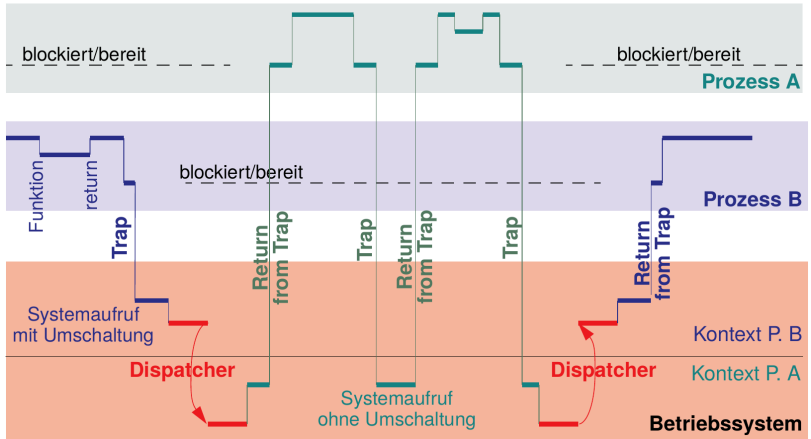 blockiert/bereit
blockiert/bereit
Prozess A
Funktion
return
blockiert/bereit
Prozess B
Trap
Return
from Trap
Trap
Return
from Trap
Trap
Return
from Trap
Systemaufruf
mit Umschaltung
Kontext P. B
Dispatcher
Dispatcher
Kontext P. A
Systemaufruf
ohne Umschaltung
Betriebssystem